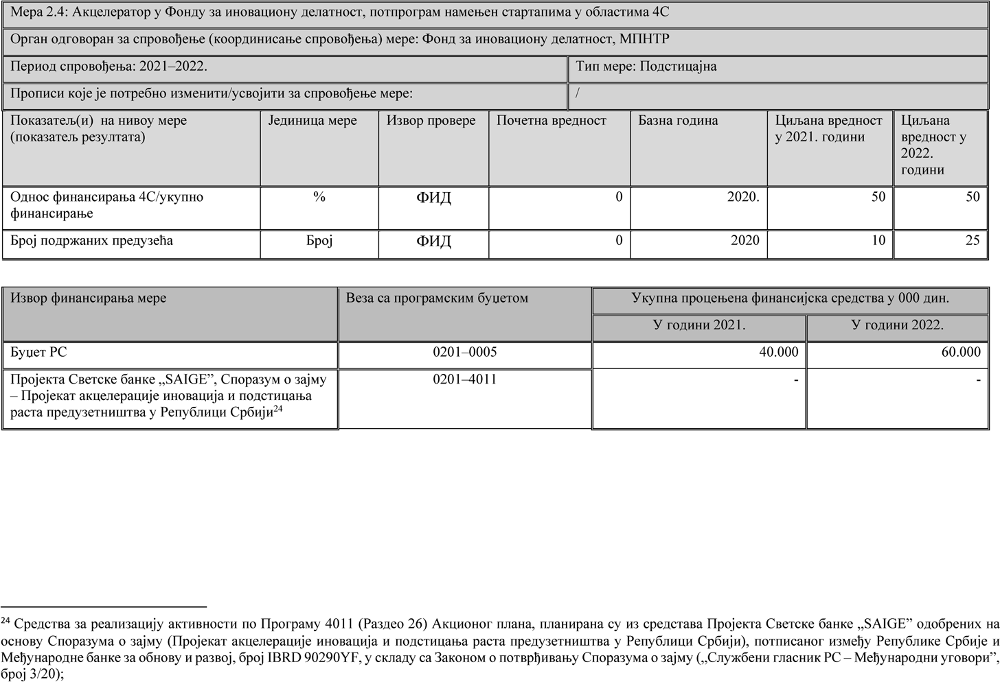 Мера 2.4: Акцелератор у Фонду за иновациону делатност, потпрограм намењен стартапима у областима 4С
Орган одговоран за спровођење (координисање спровођења) мере: Фонд за иновациону делатност, МПНТР
Период спровођења: 2021–2022. Тип мере: Подстицајна
Прописи које је потребно изменити/усвојити за спровођење мере: /
Показатељ(и) на нивоу мере Јединица мере Извор провере Почетна вредност Базна година Циљана вредност Циљана
(показатељ резултата) у 2021. години вредност у
2022.
години
Однос финансирања 4С/укупно % ФИД 0 2020. 50 50
финансирање
Број подржаних предузећа Број ФИД 0 2020 10 25
Извор финансирања мере Веза са програмским буџетом Укупна процењена финансијска средства у 000 дин.
У години 2021. У години 2022.
Буџет РС 0201–0005 40.000 60.000
Пројекта Светске банке „SAIGE”, Споразум о зајму 0201–4011 - -
– Пројекат акцелерације иновација и подстицања
раста предузетништва у Републици Србији24
24 Средства за реализацију активности по Програму 4011 (Раздео 26) Акционог плана, планирана су из средстава Пројекта Светске банке „SAIGE” одобрених на
основу Споразума о зајму (Пројекат акцелерације иновација и подстицања раста предузетништва у Републици Србији), потписаног између Републике Србије и
Међународне банке за обнову и развој, број IBRD 90290YF, у складу са Законом о потврђивању Споразума о зајму („Службени гласник РС – Међународни уговори”,
број 3/20);